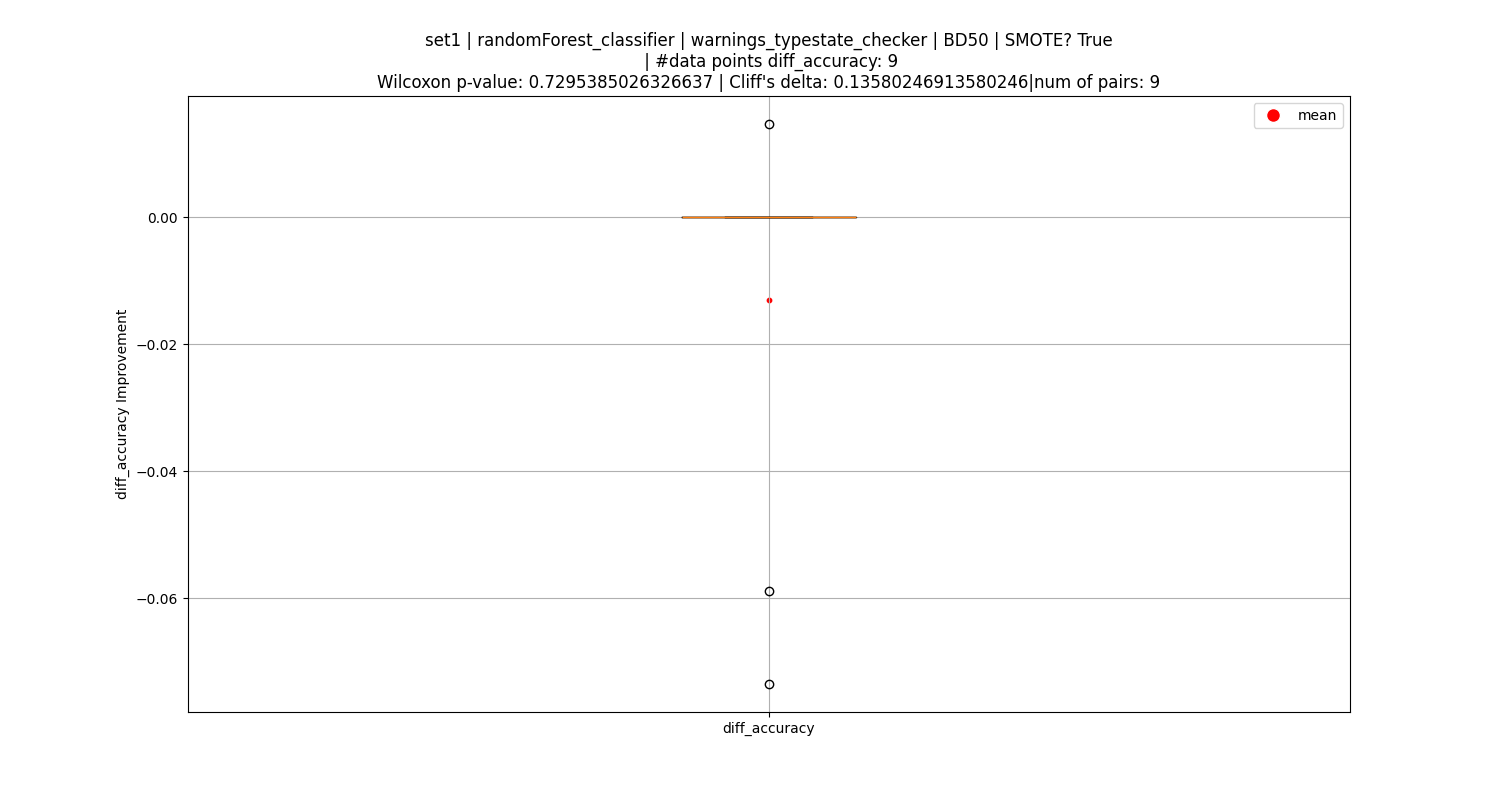 set1 | randomForest_classifier | warnings_typestate_checker | BD50 | SMOTE? True
| #data points diff_accuracy: 9
Wilcoxon p-value: 0.7295385026326637 | Cliff's delta: 0.13580246913580246|num of pairs: 9
mean
0.00
−0.02
−0.04
−0.06
diff_accuracy Improvement
diff_accuracy